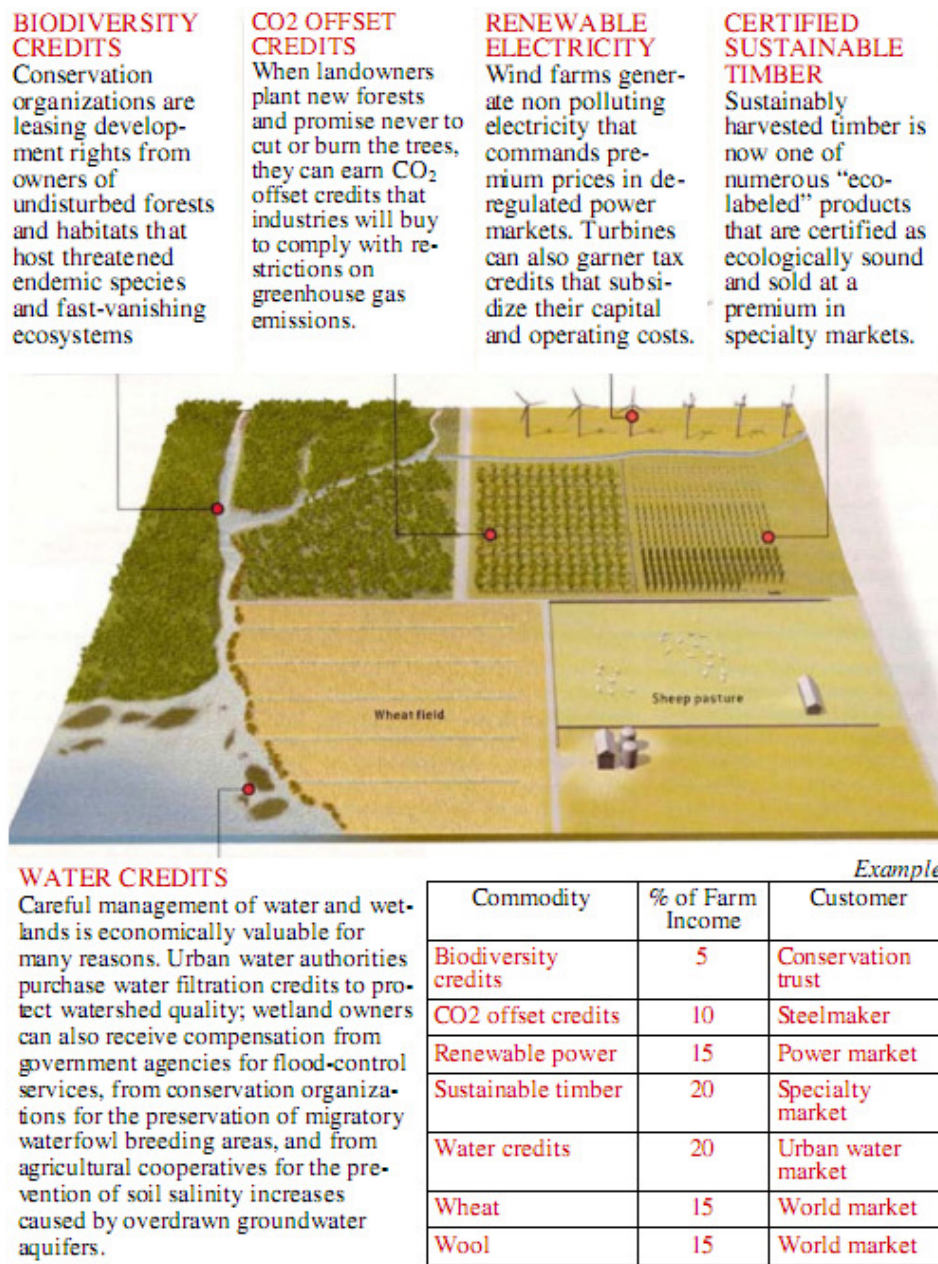 BIODIVERSITY
CREDITS
Conservation
organizations are
leasing develop-
ment rights from
owners of
undisturbed forests
and habitats that
host threatened
endemic species
and fast-vanishing
ecosystems
CO2 OFFSET
CREDITS
When landowners
plant new forests
and promise never to
cut or burn the trees,
they can earn CO2
offset credits that
industries will buy
to comply with re-
strictions on
greenhouse gas
emissions.
RENEWABLE
ELECTRICITY
Wind farms gener-
ate non polluting
electricity that
commands pre-
mium prices in de-
regulated power
markets. Turbines
can also garner tax
credits that subsi-
dize their capital
and operating costs.
CERTIFIED
SUSTAINABLE
TIMBER
Sustainably
harvested timber is
now one of
numerous “eco-
labeled” products
that are certified as
ecologically sound
and sold at a
premium in
specialty markets.
Wheat field
Sheep pasture
WATER CREDITS
Careful management of water and wet-
lands is economically valuable for
many reasons. Urban water authorities
purchase water filtration credits to pro-
tect watershed quality; wetland owners
can also receive compensation from
government agencies for flood-control
services, from conservation organiza-
tions for the preservation of migratory
waterfowl breeding areas, and from
agricultural cooperatives for the pre-
vention of soil salinity increases
caused by overdrawn groundwater
aquifers.
Example
Commodity % of Farm Income Customer
Biodiversity credits 5 Conservation trust
CO2 offset credits 10 Steelmaker
Renewable power 15 Power market
Sustainable timber 20 Specialty market
Water credits 20 Urban water market
Wheat 15 World market
Wool 15 World market